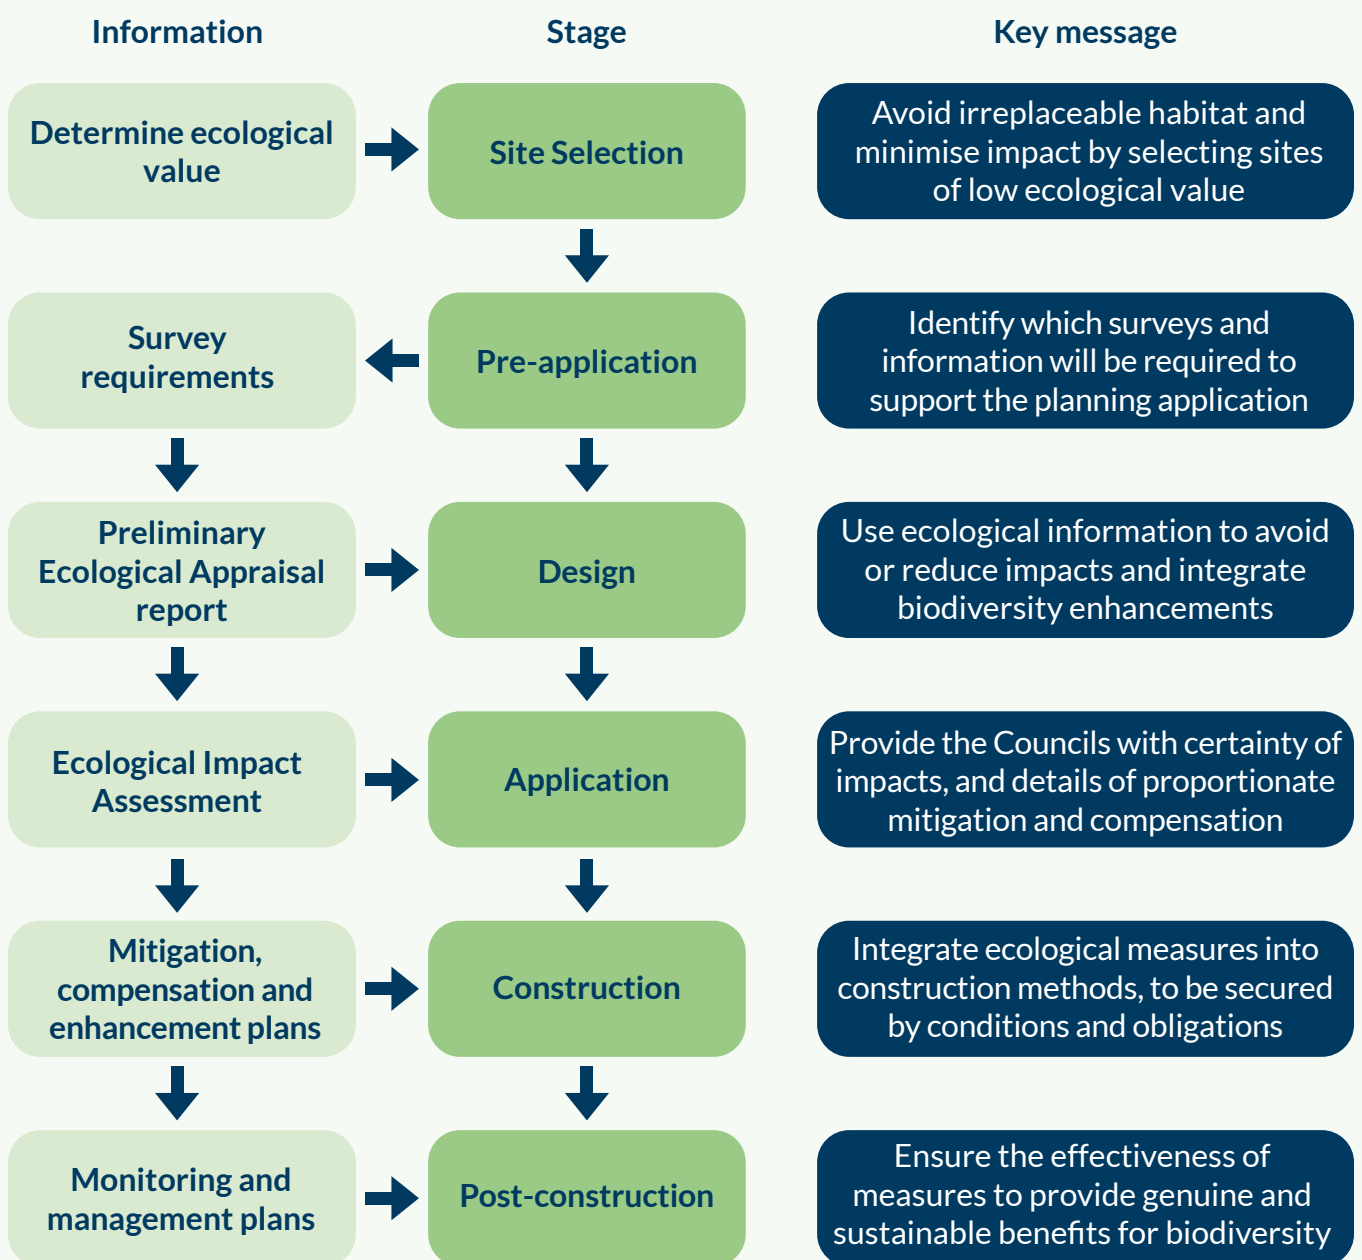 Information
Stage
Key message
Determine ecological
value
Site Selection
Avoid irreplaceable habitat and
minimise impact by selecting sites
of low ecological value
Survey
requirements
Pre-application
Identify which surveys and
information will be required to
support the planning application
Preliminary
Ecological Appraisal
report
Design
Use ecological information to avoid
or reduce impacts and integrate
biodiversity enhancements
Ecological Impact
Assessment
Application
Provide the Councils with certainty of
impacts, and details of proportionate
mitigation and compensation
Mitigation,
compensation and
enhancement plans
Construction
Integrate ecological measures into
construction methods, to be secured
by conditions and obligations
Monitoring and
management plans
Post-construction
Ensure the effectiveness of
measures to provide genuine and
sustainable benefits for biodiversity